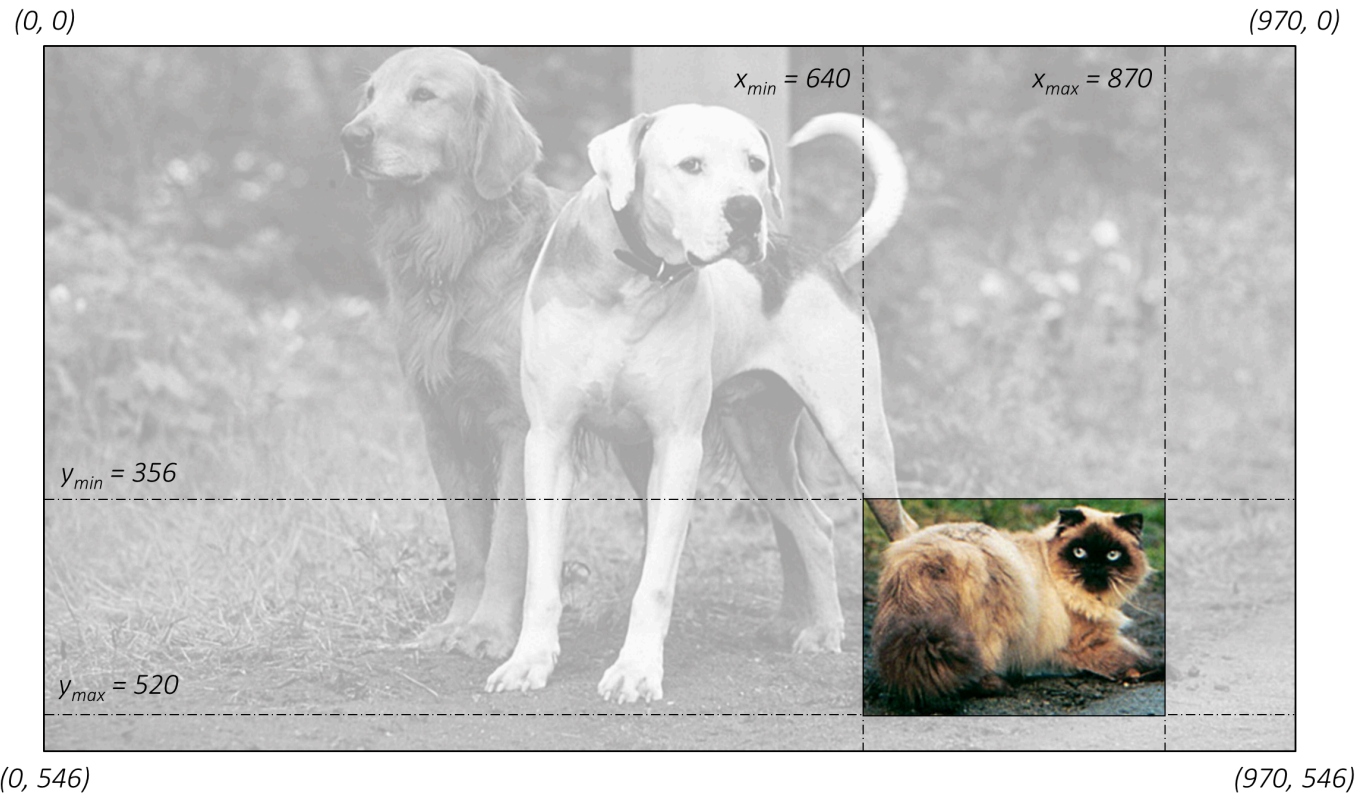 (0, 0)
(970, 0)
x_min = 640
x_max = 870
y_min = 356
y_max = 520
(0, 546)
(970, 546)